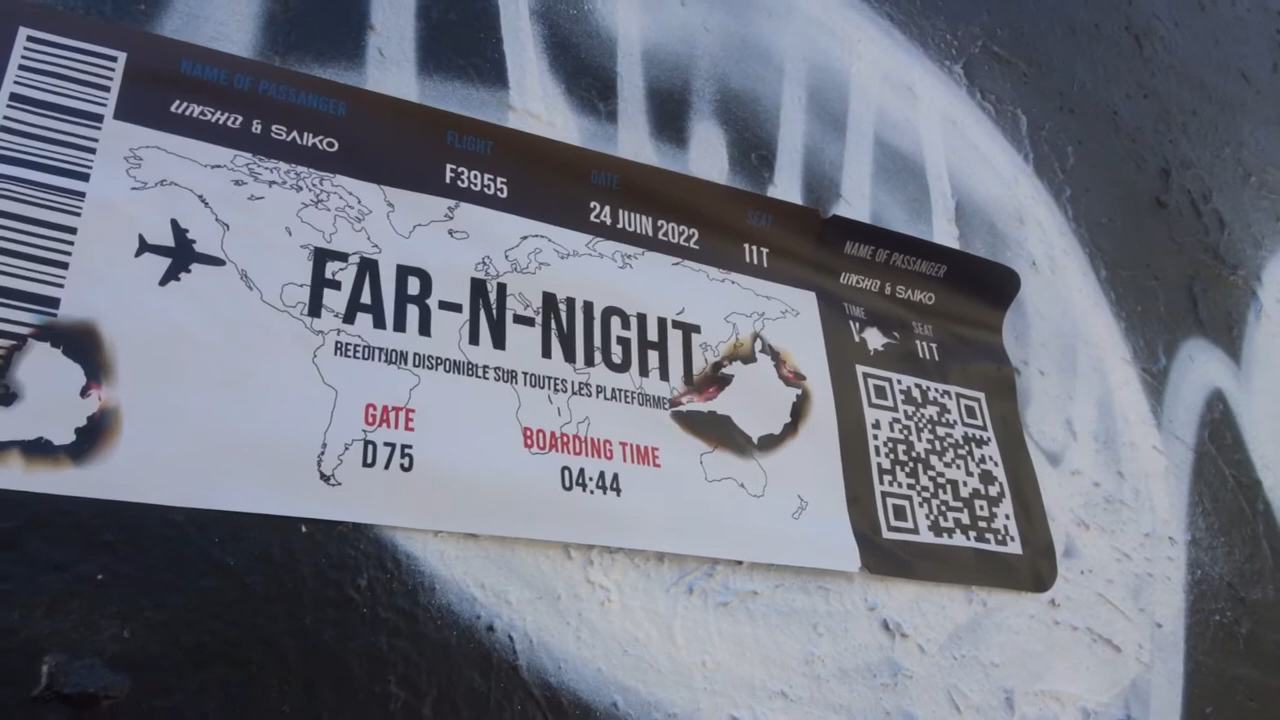 NAME OF PASSANGER
UNSHO & SAIKO
FLIGHT
F3955
DATE
24 JUIN 2022
SEAT
11T
FAR-N-NIGHT
REEDITION DISPONIBLE SUR TOUTES LES PLATEFORMES
GATE
D75
BOARDING TIME
04:44
NAME OF PASSANGER
UNSHO & SAIKO
TIME
SEAT
11T